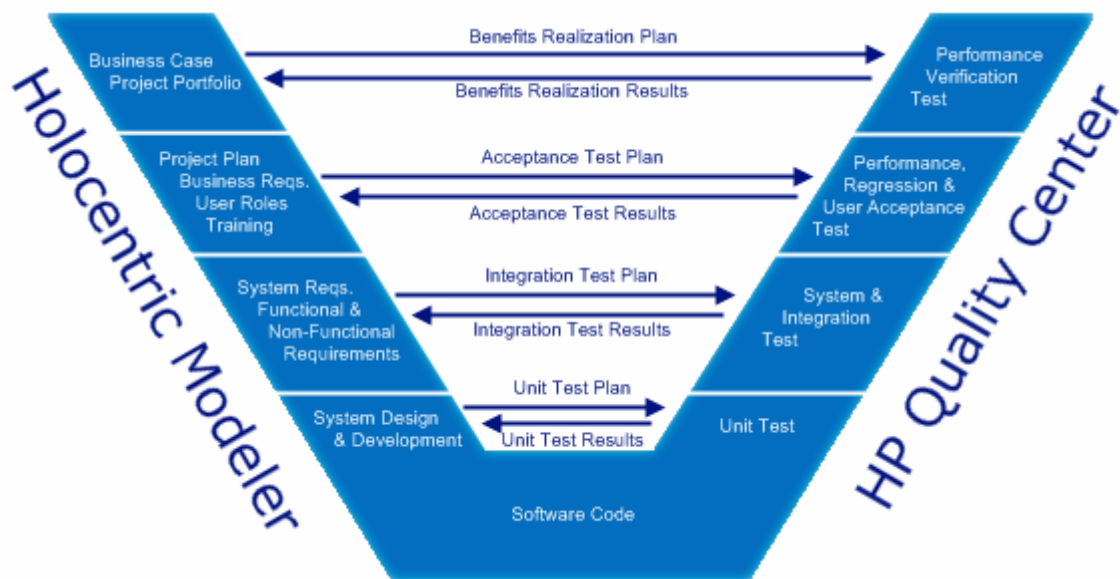 Holocentric Modeler
Business Case
Project Portfolio
Benefits Realization Plan
Benefits Realization Results
Performance
Verification
Test
Project Plan
Business Reqs.
User Roles
Training
Acceptance Test Plan
Acceptance Test Results
Performance,
Regression &
User Acceptance
Test
System Reqs.
Functional &
Non-Functional
Requirements
Integration Test Plan
Integration Test Results
System &
Integration
Test
System Design
& Development
Unit Test Plan
Unit Test Results
Unit Test
Software Code
HP Quality Center